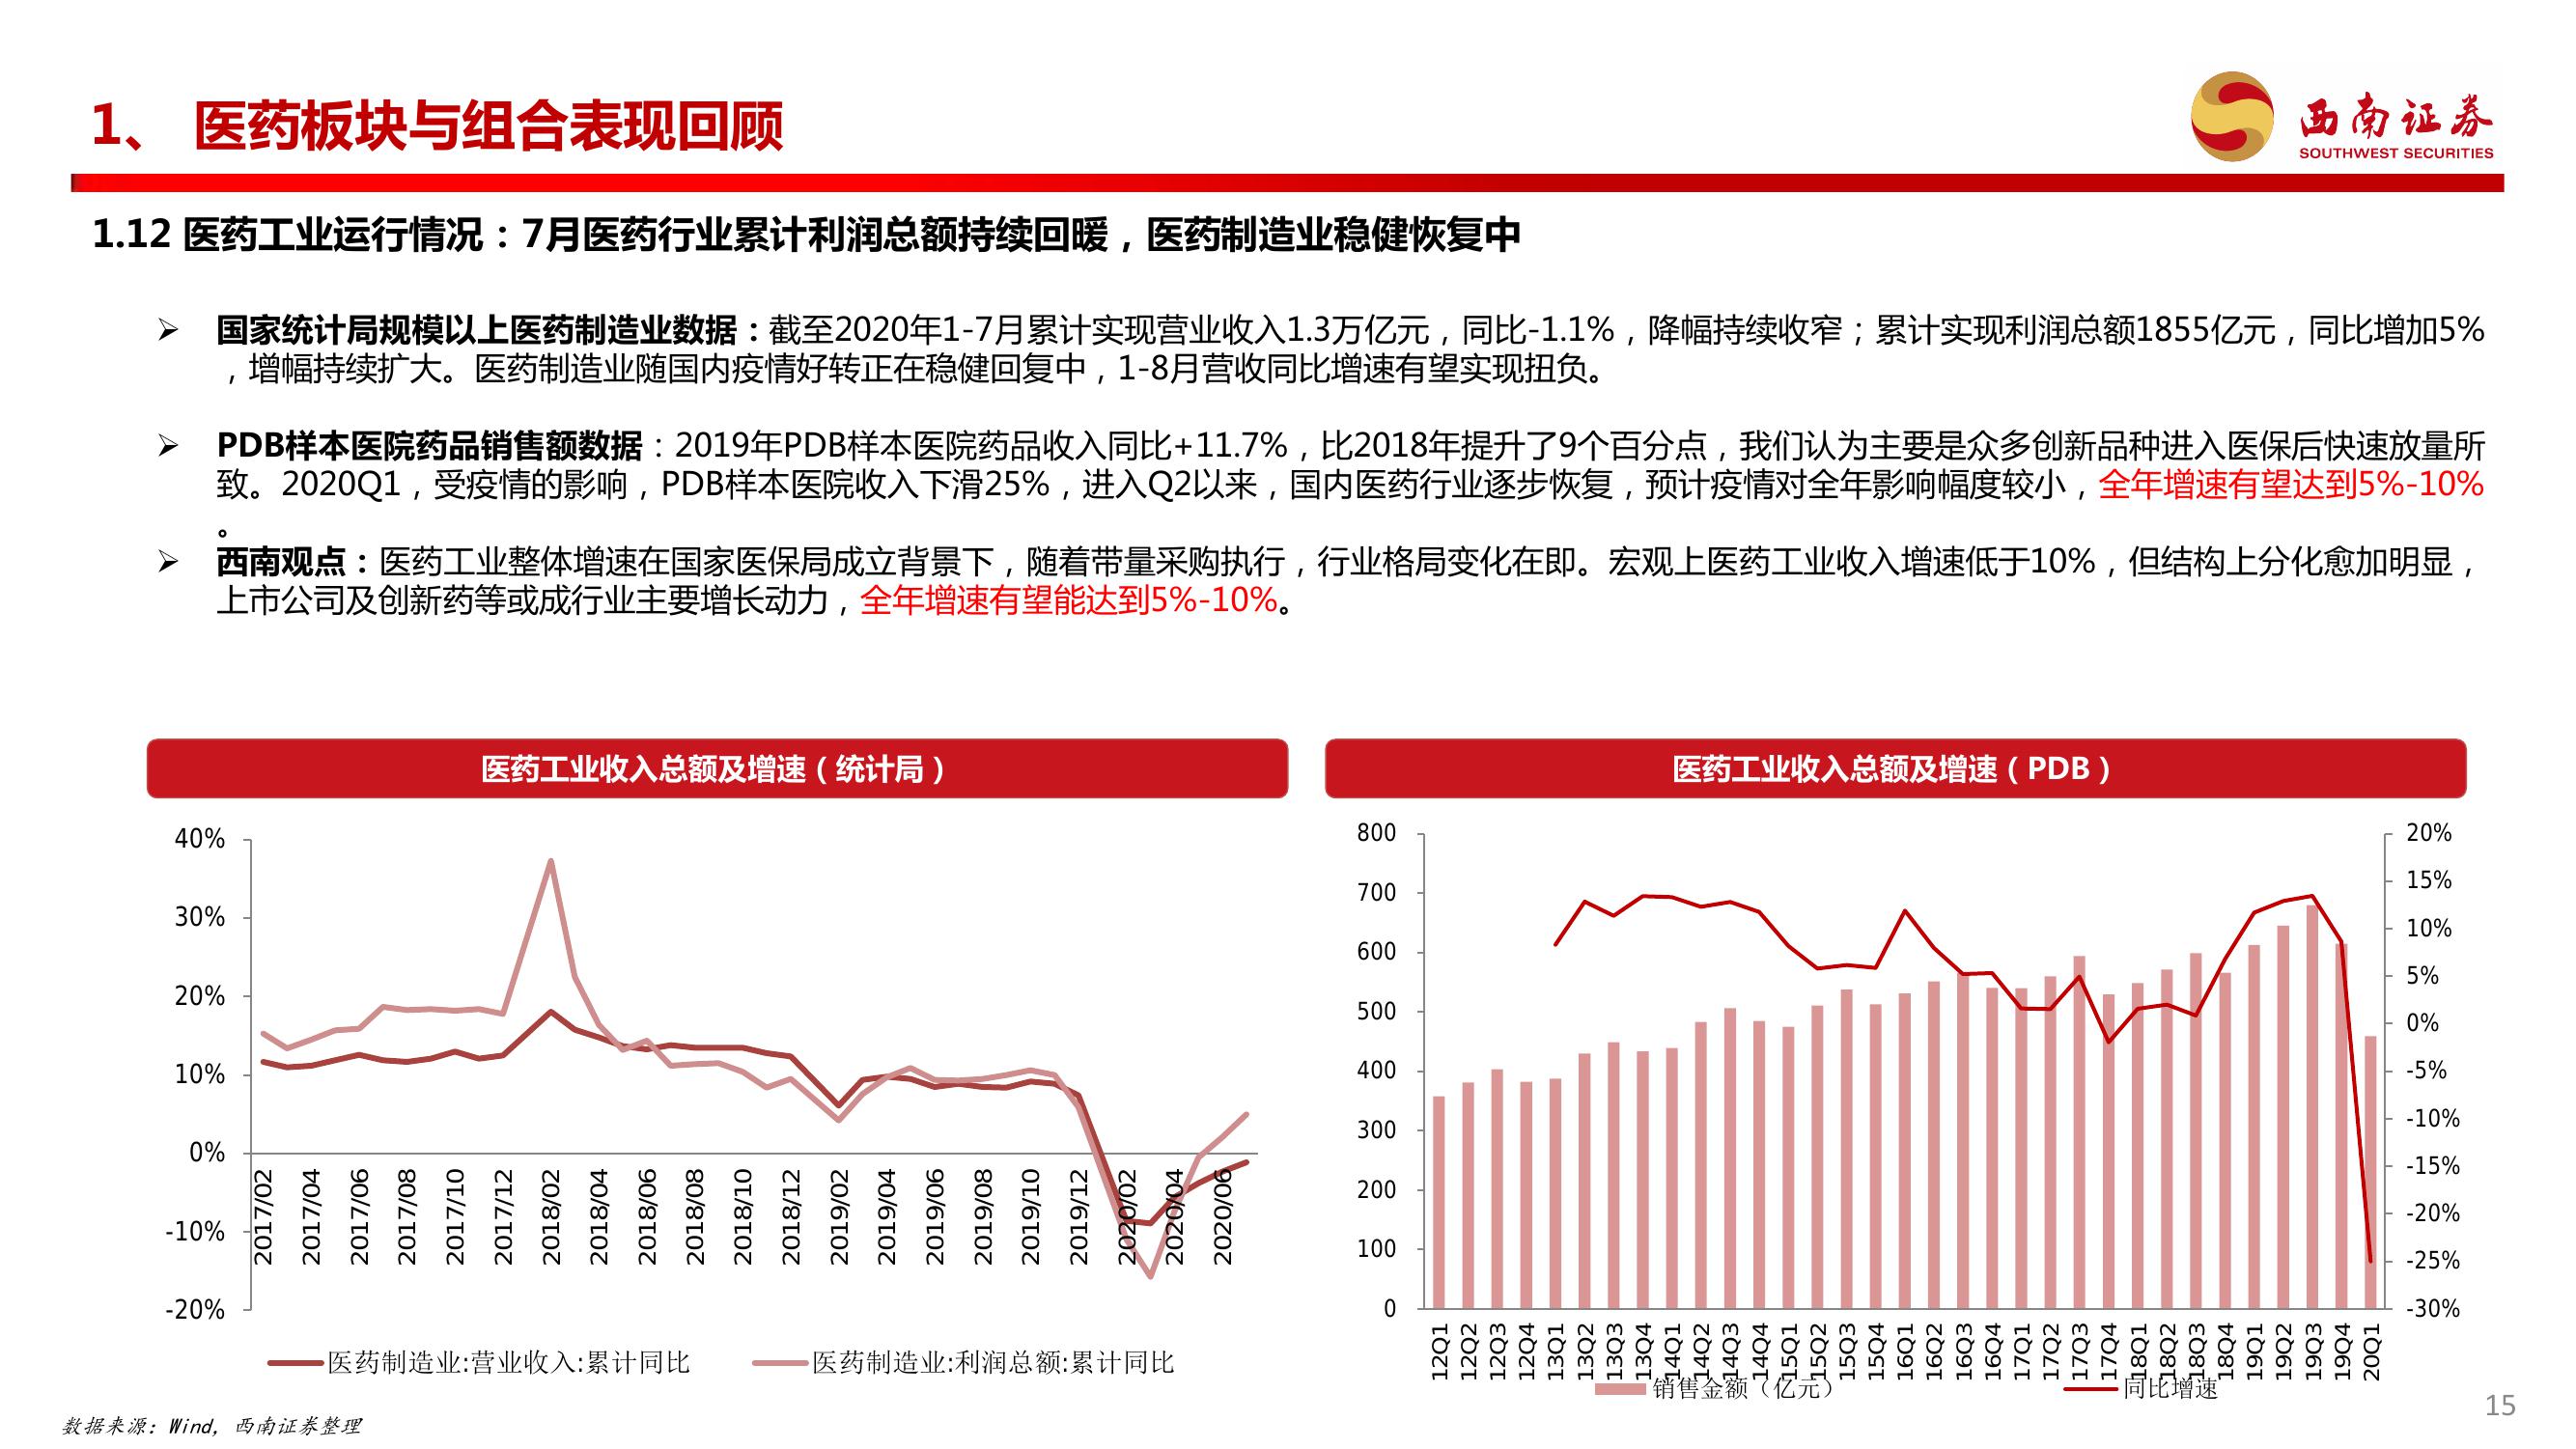 1、 医药板块与组合表现回顾
西南证券
SOUTHWEST SECURITIES
1.12 医药工业运行情况：7月医药行业累计利润总额持续回暖，医药制造业稳健恢复中
➢ 国家统计局规模以上医药制造业数据：截至2020年1-7月累计实现营业收入1.3万亿元，同比-1.1%，降幅持续收窄；累计实现利润总额1855亿元，同比增加5%
，增幅持续扩大。医药制造业随国内疫情好转正在稳健回复中，1-8月营收同比增速有望实现扭负。
➢ PDB样本医院药品销售额数据：2019年PDB样本医院药品收入同比+11.7%，比2018年提升了9个百分点，我们认为主要是众多创新品种进入医保后快速放量所
致。2020Q1，受疫情的影响，PDB样本医院收入下滑25%，进入Q2以来，国内医药行业逐步恢复，预计疫情对全年影响幅度较小，全年增速有望达到5%-10%
。
➢ 西南观点：医药工业整体增速在国家医保局成立背景下，随着带量采购执行，行业格局变化在即。宏观上医药工业收入增速低于10%，但结构上分化愈加明显，
上市公司及创新药等或成行业主要增长动力，全年增速有望能达到5%-10%。
医药工业收入总额及增速（统计局）
40%
30%
20%
10%
0%
-10%
-20%
2017/02
2017/04
2017/06
2017/08
2017/10
2017/12
2018/02
2018/04
2018/06
2018/08
2018/10
2018/12
2019/02
2019/04
2019/06
2019/08
2019/10
2019/12
2020/02
2020/04
2020/06
医药制造业:营业收入:累计同比
医药制造业:利润总额:累计同比
医药工业收入总额及增速（PDB）
800
700
600
500
400
300
200
100
0
20%
15%
10%
5%
0%
-5%
-10%
-15%
-20%
-25%
-30%
12Q1
12Q2
12Q3
12Q4
13Q1
13Q2
13Q3
13Q4
14Q1
14Q2
14Q3
14Q4
15Q1
15Q2
15Q3
15Q4
16Q1
16Q2
16Q3
16Q4
17Q1
17Q2
17Q3
17Q4
18Q1
18Q2
18Q3
18Q4
19Q1
19Q2
19Q3
19Q4
20Q1
销售金额（亿元）
同比增速
数据来源：Wind，西南证券整理
15